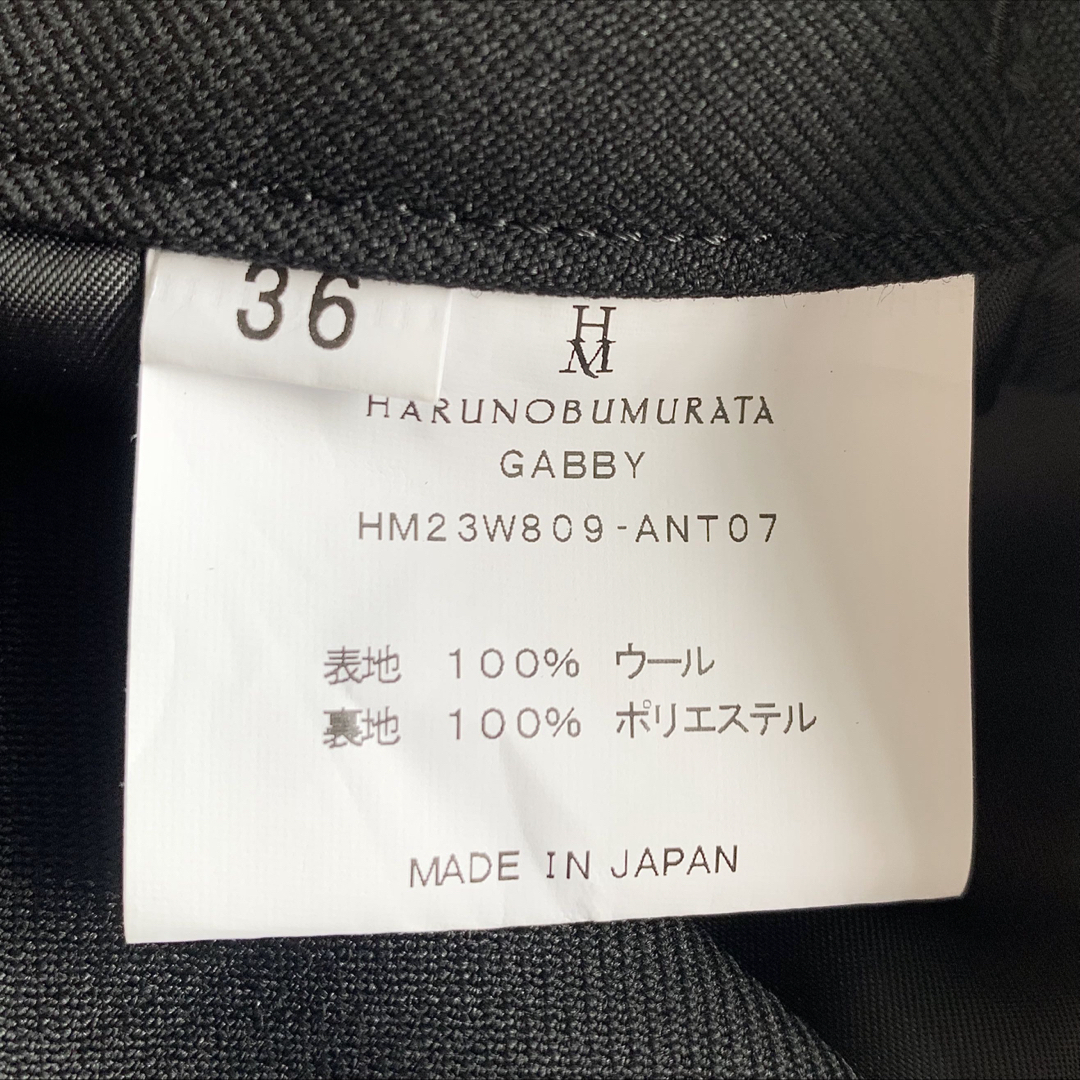 36
HM
HARUNOBUMURATA
GABBY
HM23W809-ANT07
表地 100% ウール
裏地 100% ポリエステル
MADE IN JAPAN